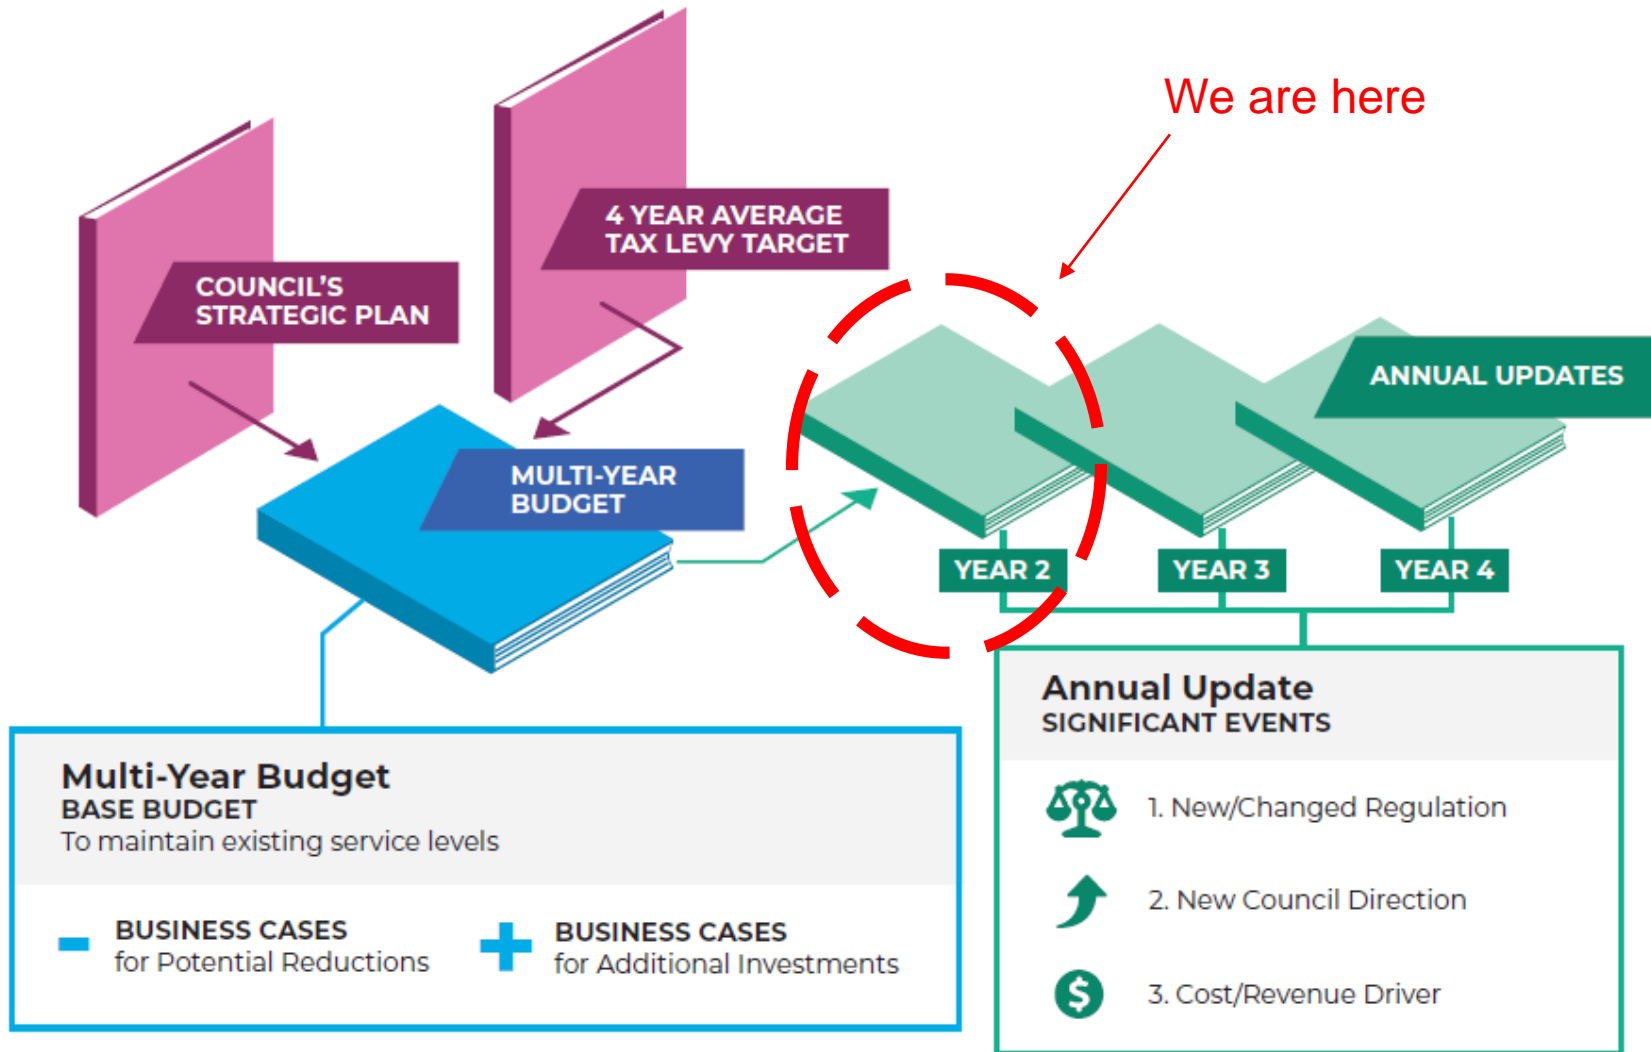 We are here
4 YEAR AVERAGE
TAX LEVY TARGET
COUNCIL'S
STRATEGIC PLAN
ANNUAL UPDATES
MULTI-YEAR
BUDGET
YEAR 2
YEAR 3
YEAR 4
Multi-Year Budget
BASE BUDGET
To maintain existing service levels
BUSINESS CASES
for Potential Reductions
BUSINESS CASES
for Additional Investments
Annual Update
SIGNIFICANT EVENTS
1. New/Changed Regulation
2. New Council Direction
3. Cost/Revenue Driver